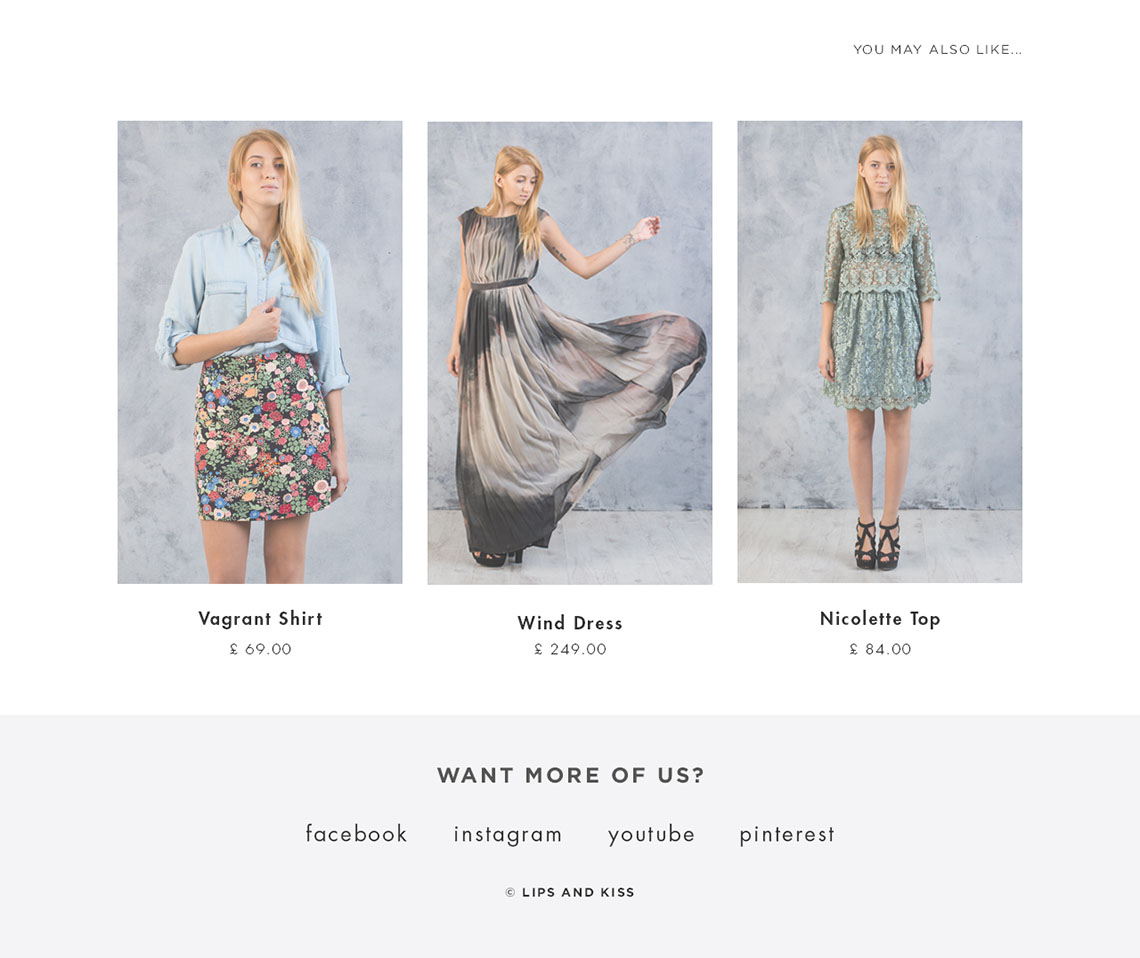 YOU MAY ALSO LIKE...
Vagrant Shirt
£ 69.00
Wind Dress
£ 249.00
Nicolette Top
£ 84.00
WANT MORE OF US?
facebook instagram youtube pinterest
© LIPS AND KISS